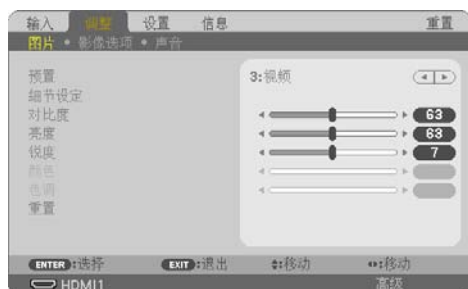 输入 调整 设置 信息 重置
图片 • 影像选项 • 声音
预置 3:视频
细节设定
对比度 63
亮度 63
锐度 7
颜色
色调
重置
ENTER:选择 EXIT:退出 :移动 :移动
HDMI1 高级